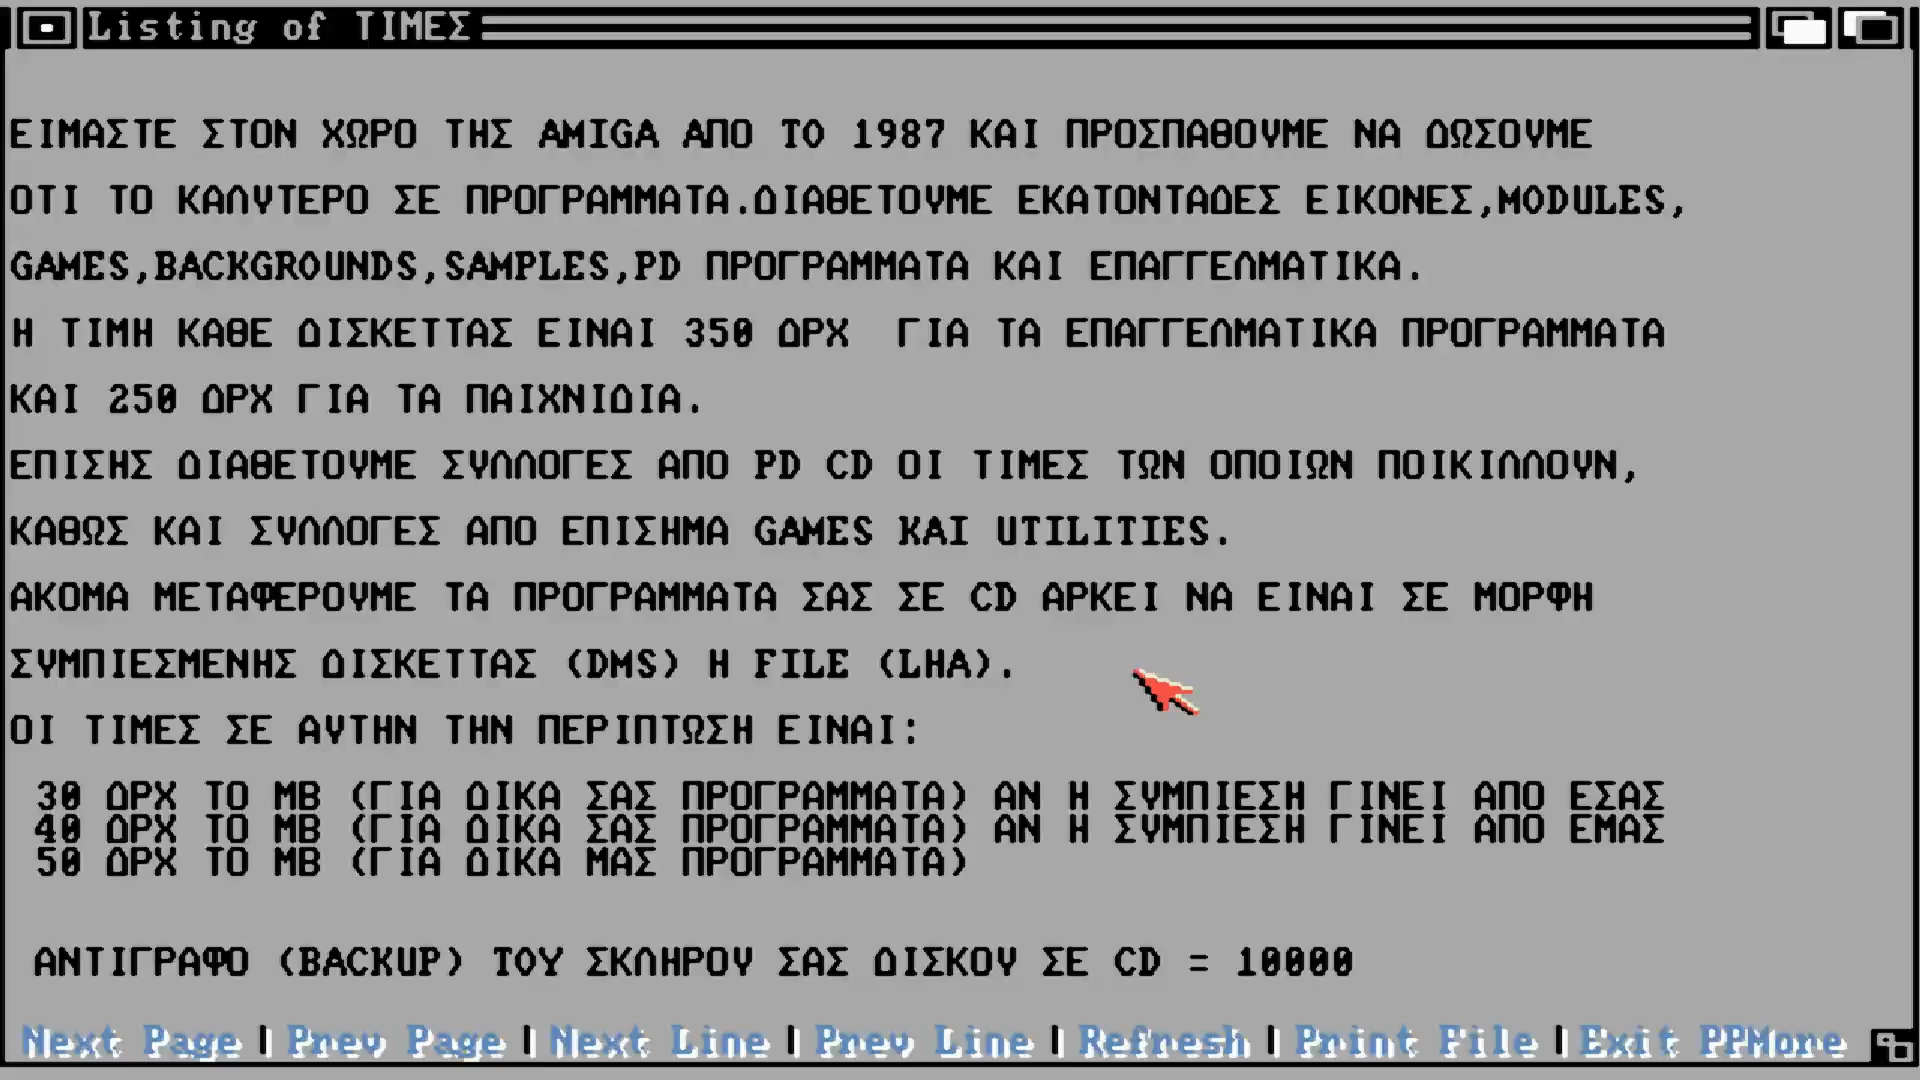 Listing of TIMEΣ
ΕΙΜΑΣΤΕ ΣΤΟΝ ΧΩΡΟ ΤΗΣ AMIGA ΑΠΟ ΤΟ 1987 ΚΑΙ ΠΡΟΣΠΑΘΟΥΜΕ ΝΑ ΔΩΣΟΥΜΕ
ΟΤΙ ΤΟ ΚΑΛΥΤΕΡΟ ΣΕ ΠΡΟΓΡΑΜΜΑΤΑ.ΔΙΑΘΕΤΟΥΜΕ ΕΚΑΤΟΝΤΑΔΕΣ ΕΙΚΟΝΕΣ,MODULES,
GAMES,BACKGROUNDS,SAMPLES,PD ΠΡΟΓΡΑΜΜΑΤΑ ΚΑΙ ΕΠΑΓΓΕΛΜΑΤΙΚΑ.
Η ΤΙΜΗ ΚΑΘΕ ΔΙΣΚΕΤΤΑΣ ΕΙΝΑΙ 350 ΔΡΧ  ΓΙΑ ΤΑ ΕΠΑΓΓΕΛΜΑΤΙΚΑ ΠΡΟΓΡΑΜΜΑΤΑ
ΚΑΙ 250 ΔΡΧ ΓΙΑ ΤΑ ΠΑΙΧΝΙΔΙΑ.
ΕΠΙΣΗΣ ΔΙΑΘΕΤΟΥΜΕ ΣΥΛΛΟΓΕΣ ΑΠΟ PD CD ΟΙ ΤΙΜΕΣ ΤΩΝ ΟΠΟΙΩΝ ΠΟΙΚΙΛΛΟΥΝ,
ΚΑΘΩΣ ΚΑΙ ΣΥΛΛΟΓΕΣ ΑΠΟ ΕΠΙΣΗΜΑ GAMES ΚΑΙ UTILITIES.
ΑΚΟΜΑ ΜΕΤΑΦΕΡΟΥΜΕ ΤΑ ΠΡΟΓΡΑΜΜΑΤΑ ΣΑΣ ΣΕ CD ΑΡΚΕΙ ΝΑ ΕΙΝΑΙ ΣΕ ΜΟΡΦΗ
ΣΥΜΠΙΕΣΜΕΝΗΣ ΔΙΣΚΕΤΤΑΣ (DMS) Η FILE (LHA).
ΟΙ ΤΙΜΕΣ ΣΕ ΑΥΤΗΝ ΤΗΝ ΠΕΡΙΠΤΩΣΗ ΕΙΝΑΙ:
30 ΔΡΧ ΤΟ MB (ΓΙΑ ΔΙΚΑ ΣΑΣ ΠΡΟΓΡΑΜΜΑΤΑ) ΑΝ Η ΣΥΜΠΙΕΣΗ ΓΙΝΕΙ ΑΠΟ ΕΣΑΣ
40 ΔΡΧ ΤΟ MB (ΓΙΑ ΔΙΚΑ ΣΑΣ ΠΡΟΓΡΑΜΜΑΤΑ) ΑΝ Η ΣΥΜΠΙΕΣΗ ΓΙΝΕΙ ΑΠΟ ΕΜΑΣ
50 ΔΡΧ ΤΟ MB (ΓΙΑ ΔΙΚΑ ΜΑΣ ΠΡΟΓΡΑΜΜΑΤΑ)
ΑΝΤΙΓΡΑΦΟ (BACKUP) ΤΟΥ ΣΚΛΗΡΟΥ ΣΑΣ ΔΙΣΚΟΥ ΣΕ CD = 10000
Next Page | Prev Page | Next Line | Prev Line | Refresh | Print File | Exit PPMore